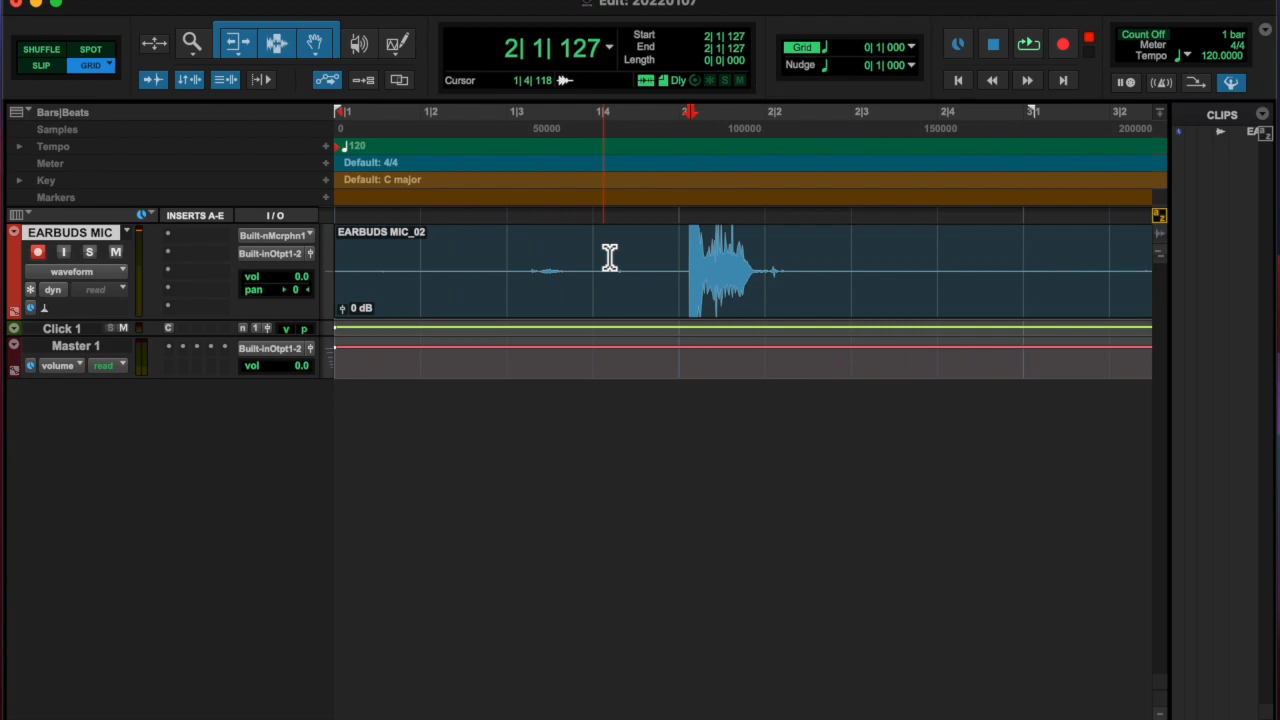 Edit: 20220107
SHUFFLE SPOT
SLIP GRID
2| 1| 127
Start 2| 1| 127
End 2| 1| 127
Length 0| 0| 000
Cursor 1| 4| 118
Dly S M
Grid 0| 1| 000
Nudge 0| 1| 000
Count Off 1 bar
Meter 4/4
Tempo 120.0000
Bars|Beats 1|2 1|3 1|4 2|2 2|4 3|1 3|2
Samples 0 50000 100000 150000 200000
Tempo 120
Meter Default: 4/4
Key Default: C major
Markers
INSERTS A-E I / O
CLIPS
EARBUDS MIC
I S M
waveform
dyn read
Built-nMcrphn1
Built-inOtpt1-2
vol 0.0
pan 0
EARBUDS MIC_02
0 dB
Click 1 S M C n 1 v p
Master 1
volume read
Built-inOtpt1-2
vol 0.0